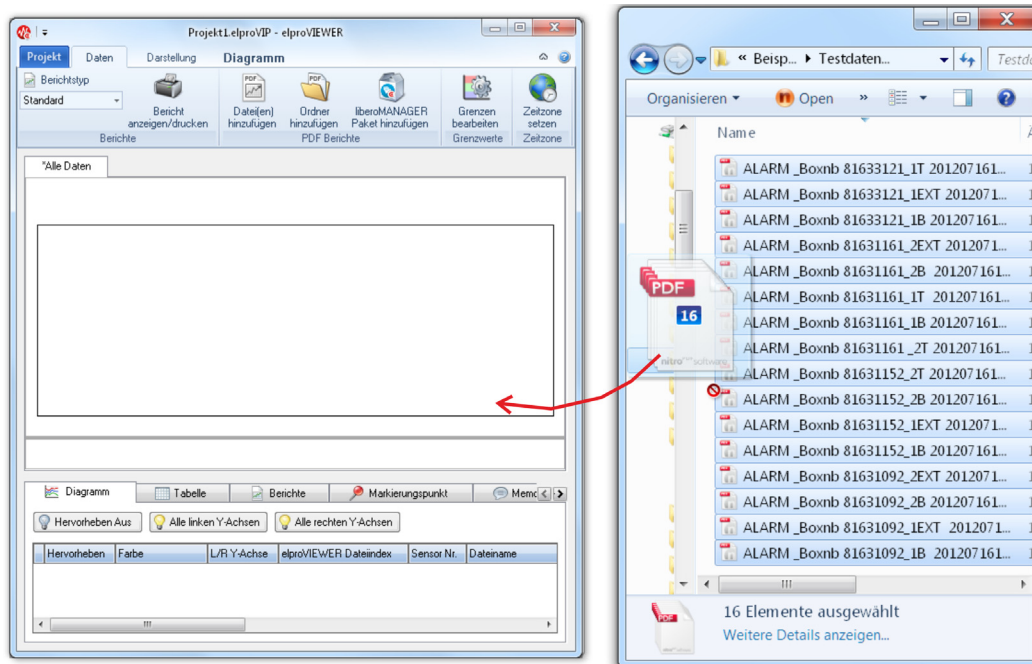 Projekt1.elproVIP - elproVIEWER
Projekt Daten Darstellung Diagramm
Berichtstyp
Standard
Bericht
anzeigen/drucken
Datei(en)
hinzufügen
Ordner
hinzufügen
liberoMANAGER
Paket hinzufügen
Grenzen
bearbeiten
Zeitzone
setzen
Berichte PDF Berichte Grenzwerte Zeitzone
*Alle Daten
Diagramm Tabelle Berichte Markierungspunkt Memo
Hervorheben Aus Alle linken Y-Achsen Alle rechten Y-Achsen
Hervorheben Farbe L/R Y-Achse elproVIEWER Dateiindex Sensor Nr. Dateiname
« Beisp... Testdaten... Testd
Organisieren Open »
Name
ALARM _Boxnb 81633121_1T 201207161...
ALARM _Boxnb 81633121_1EXT 2012071...
ALARM _Boxnb 81633121_1B 201207161...
ALARM _Boxnb 81631161_2EXT 2012071...
ALARM _Boxnb 81631161_2B 201207161...
ALARM _Boxnb 81631161_1T 201207161...
ALARM _Boxnb 81631161_1B 201207161...
ALARM _Boxnb 81631161 _2T 201207161...
ALARM _Boxnb 81631152_2T 201207161...
ALARM _Boxnb 81631152_2B 201207161...
ALARM _Boxnb 81631152_1EXT 2012071...
ALARM _Boxnb 81631152_1B 201207161...
ALARM _Boxnb 81631092_2EXT 2012071...
ALARM _Boxnb 81631092_2B 201207161...
ALARM _Boxnb 81631092_1EXT 2012071...
ALARM _Boxnb 81631092_1B 201207161...
PDF
16
nitro software
16 Elemente ausgewählt
Weitere Details anzeigen...
PDF